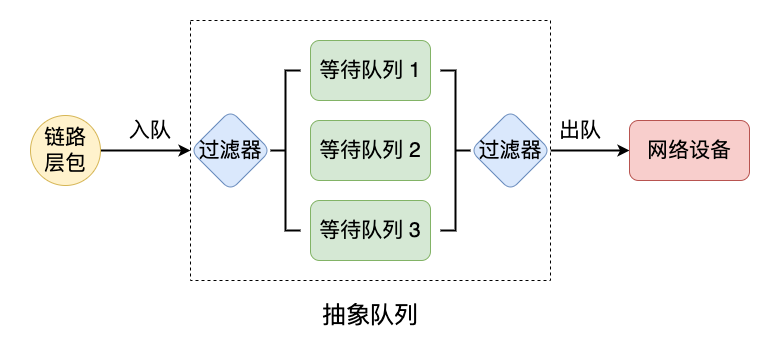 链路
层包
入队
过滤器
等待队列 1
等待队列 2
等待队列 3
过滤器
出队
网络设备
抽象队列